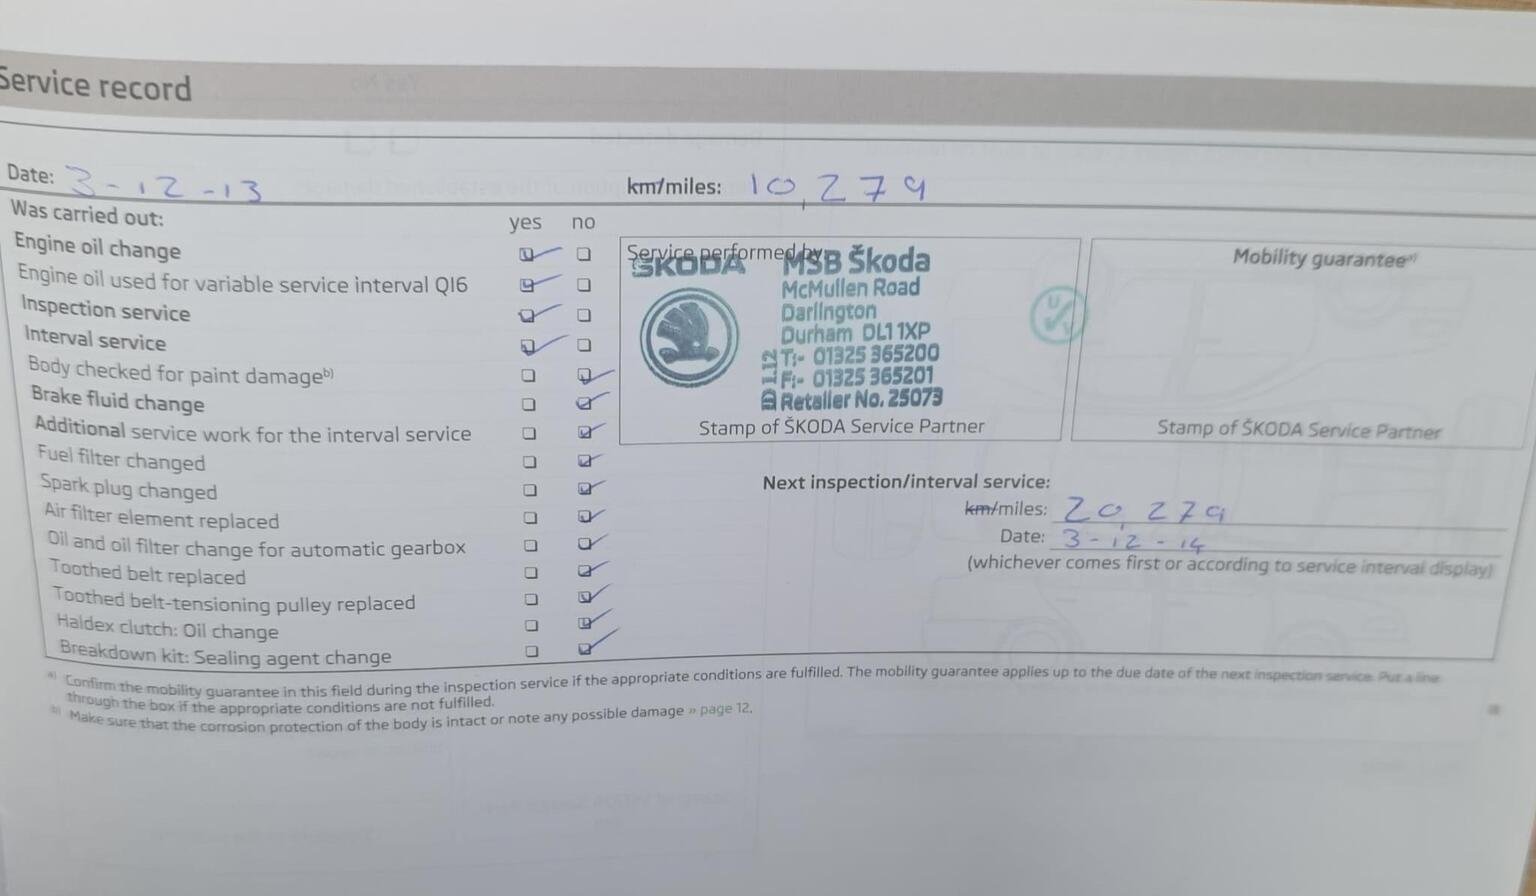 Service record
Date: 3-12-13
km/miles: 10,279
Was carried out:
yes no
Engine oil change
Engine oil used for variable service interval QI6
Inspection service
Interval service
Body checked for paint damage b)
Brake fluid change
Additional service work for the interval service
Fuel filter changed
Spark plug changed
Air filter element replaced
Oil and oil filter change for automatic gearbox
Toothed belt replaced
Toothed belt-tensioning pulley replaced
Haldex clutch: Oil change
Breakdown kit: Sealing agent change
Service performed by
ŠKODA
MSB Škoda
McMullen Road
Darlington
Durham DL1 1XP
T:- 01325 365200
F:- 01325 365201
Retailer No. 25073
Stamp of ŠKODA Service Partner
Mobility guarantee a)
Stamp of ŠKODA Service Partner
Next inspection/interval service:
km/miles: 20,279
Date: 3-12-14
(whichever comes first or according to service interval display)
a) Confirm the mobility guarantee in this field during the inspection service if the appropriate conditions are fulfilled. The mobility guarantee applies up to the due date of the next inspection service. Put a line
through the box if the appropriate conditions are not fulfilled.
b) Make sure that the corrosion protection of the body is intact or note any possible damage » page 12.